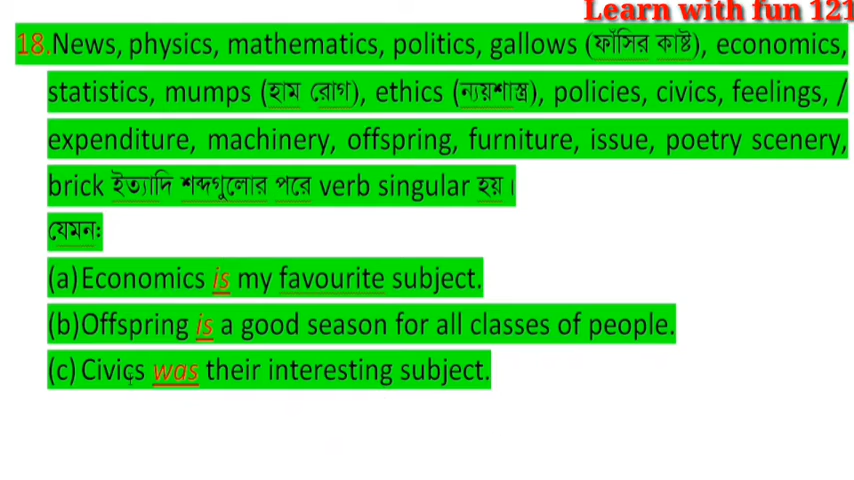 Learn with fun 121
18.News, physics, mathematics, politics, gallows (ফাঁসির কাষ্ট), economics,
statistics, mumps (হাম রোগ), ethics (ন্যয়শাস্ত্র), policies, civics, feelings, /
expenditure, machinery, offspring, furniture, issue, poetry scenery,
brick ইত্যাদি শব্দগুলোর পরে verb singular হয়।
যেমনঃ
(a)Economics is my favourite subject.
(b)Offspring is a good season for all classes of people.
(c)Civics was their interesting subject.